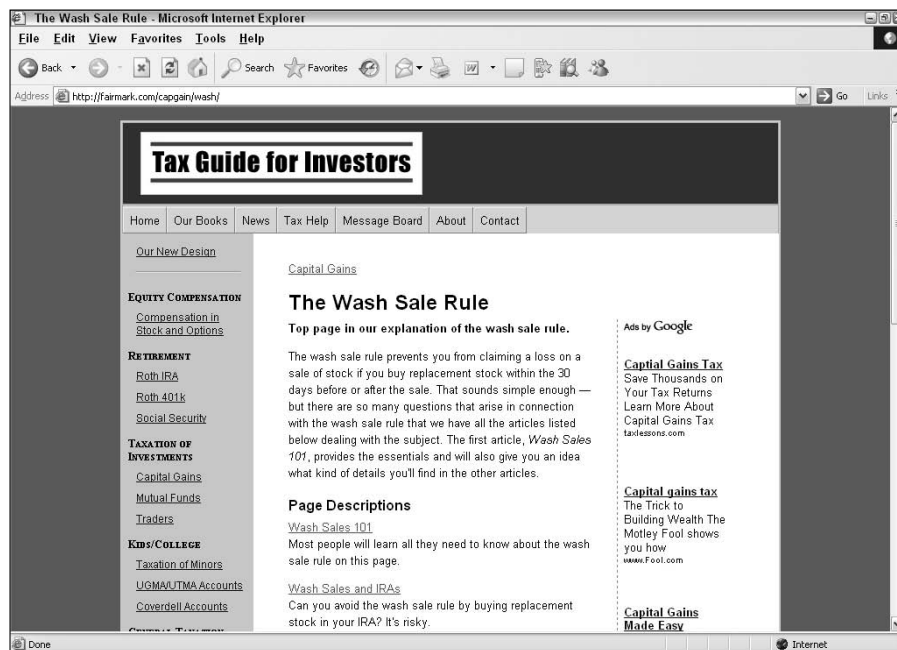 The Wash Sale Rule - Microsoft Internet Explorer
File Edit View Favorites Tools Help
Back Search Favorites
Address http://fairmark.com/capgain/wash/ Go Links
Tax Guide for Investors
Home Our Books News Tax Help Message Board About Contact
Our New Design
EQUITY COMPENSATION
Compensation in
Stock and Options
RETIREMENT
Roth IRA
Roth 401k
Social Security
TAXATION OF
INVESTMENTS
Capital Gains
Mutual Funds
Traders
KIDS/COLLEGE
Taxation of Minors
UGMA/UTMA Accounts
Coverdell Accounts
GENERAL TAXATION
Capital Gains
The Wash Sale Rule
Top page in our explanation of the wash sale rule.
The wash sale rule prevents you from claiming a loss on a
sale of stock if you buy replacement stock within the 30
days before or after the sale. That sounds simple enough —
but there are so many questions that arise in connection
with the wash sale rule that we have all the articles listed
below dealing with the subject. The first article, Wash Sales
101, provides the essentials and will also give you an idea
what kind of details you'll find in the other articles.
Page Descriptions
Wash Sales 101
Most people will learn all they need to know about the wash
sale rule on this page.
Wash Sales and IRAs
Can you avoid the wash sale rule by buying replacement
stock in your IRA? It's risky.
Ads by Google
Captial Gains Tax
Save Thousands on
Your Tax Returns
Learn More About
Capital Gains Tax
taxlessons.com
Capital gains tax
The Trick to
Building Wealth The
Motley Fool shows
you how
www.Fool.com
Capital Gains
Made Easy
Done Internet